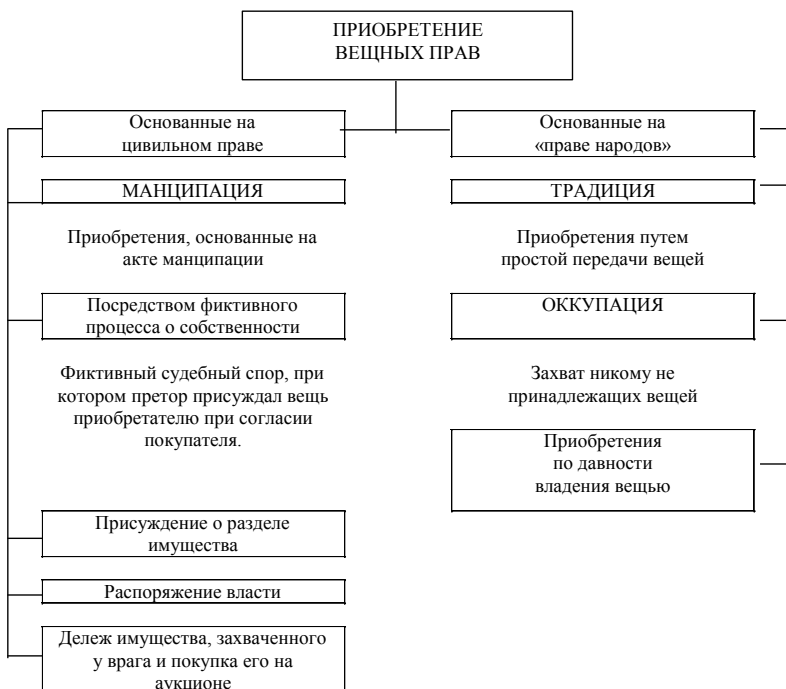 ПРИОБРЕТЕНИЕ
ВЕЩНЫХ ПРАВ
Основанные на
цивильном праве
МАНЦИПАЦИЯ
Приобретения, основанные на
акте манципации
Посредством фиктивного
процесса о собственности
Фиктивный судебный спор, при
котором претор присуждал вещь
приобретателю при согласии
покупателя.
Присуждение о разделе
имущества
Распоряжение власти
Дележ имущества, захваченного
у врага и покупка его на
аукционе
Основанные на
«праве народов»
ТРАДИЦИЯ
Приобретения путем
простой передачи вещей
ОККУПАЦИЯ
Захват никому не
принадлежащих вещей
Приобретения
по давности
владения вещью